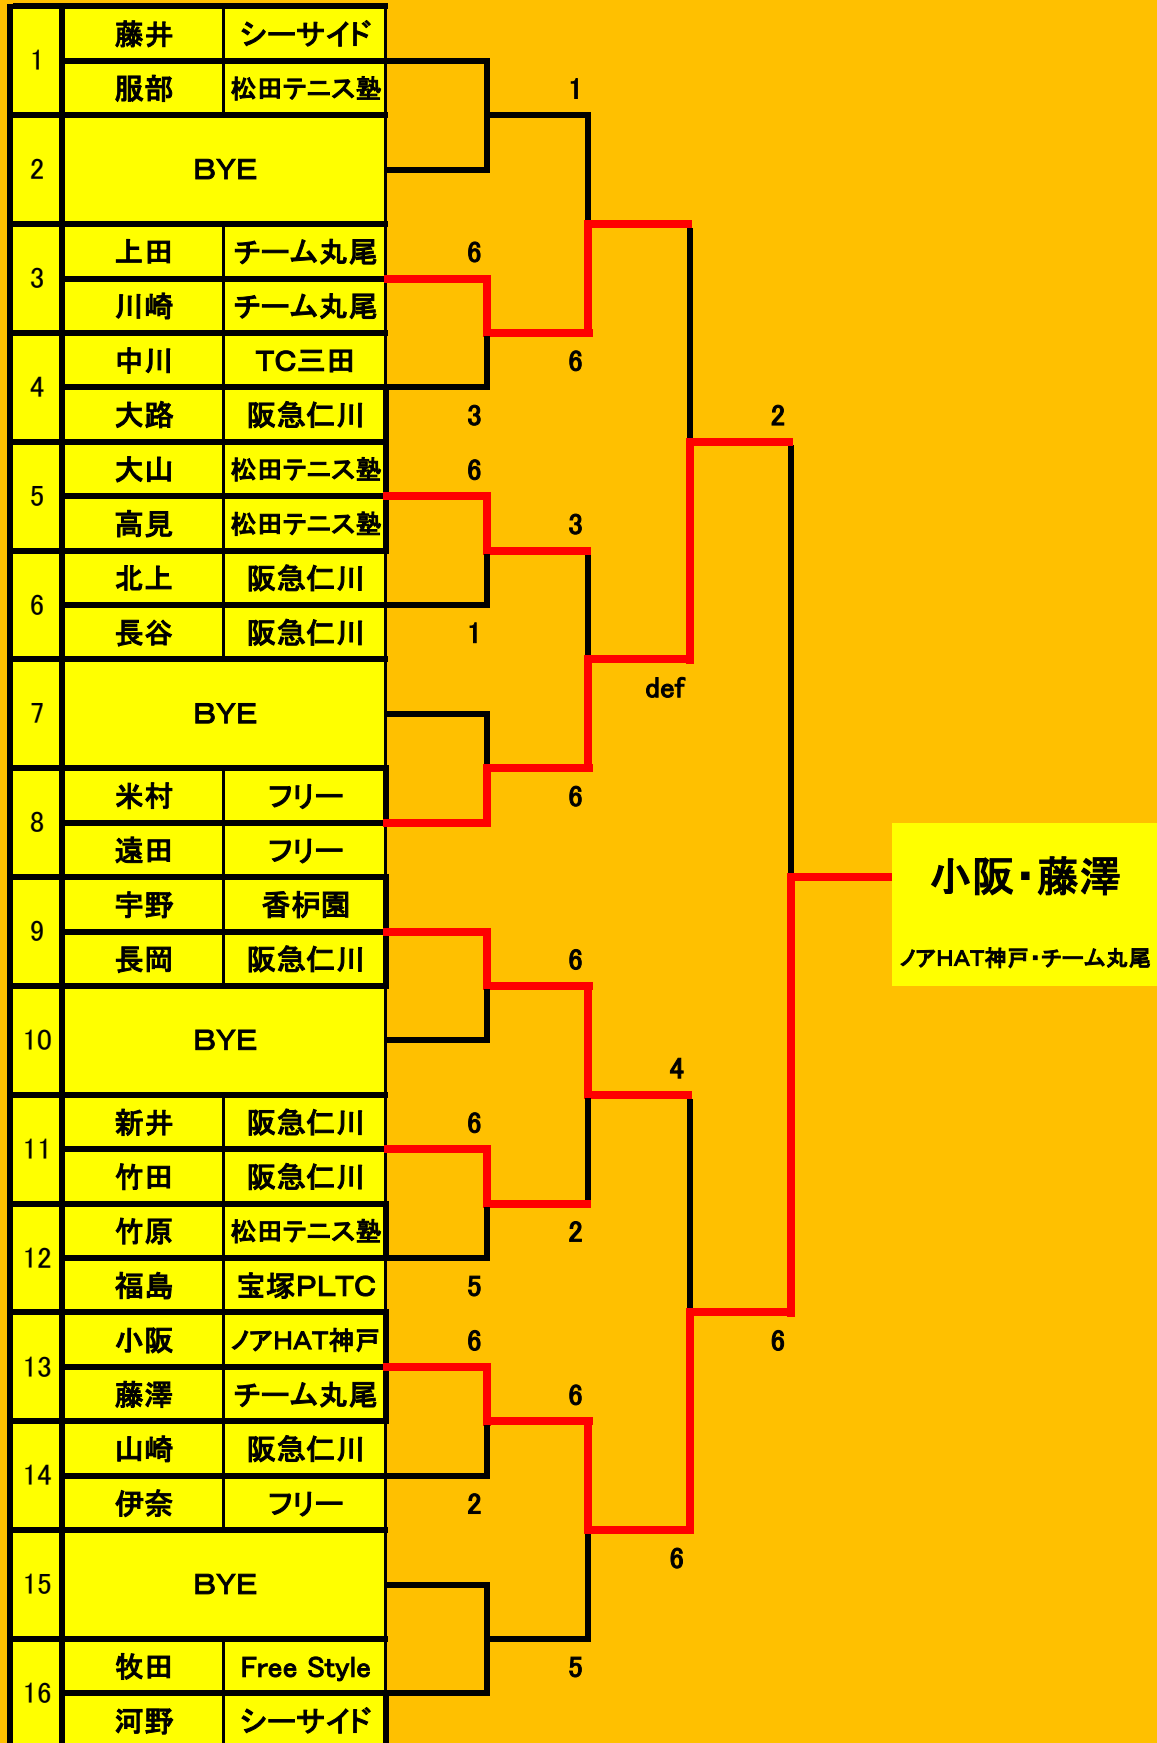 1 藤井 シーサイド
服部 松田テニス塾 1
2 BYE
3 上田 チーム丸尾 6
川崎 チーム丸尾
4 中川 TC三田 6
大路 阪急仁川 3 2
5 大山 松田テニス塾 6
高見 松田テニス塾 3
6 北上 阪急仁川
長谷 阪急仁川 1
def
7 BYE
8 米村 フリー 6
遠田 フリー
小阪・藤澤
9 宇野 香枦園
長岡 阪急仁川 6
ノアHAT神戸・チーム丸尾
10 BYE
4
11 新井 阪急仁川 6
竹田 阪急仁川
12 竹原 松田テニス塾 2
福島 宝塚PLTC 5
13 小阪 ノアHAT神戸 6 6
藤澤 チーム丸尾 6
14 山崎 阪急仁川
伊奈 フリー 2
6
15 BYE
16 牧田 Free Style 5
河野 シーサイド